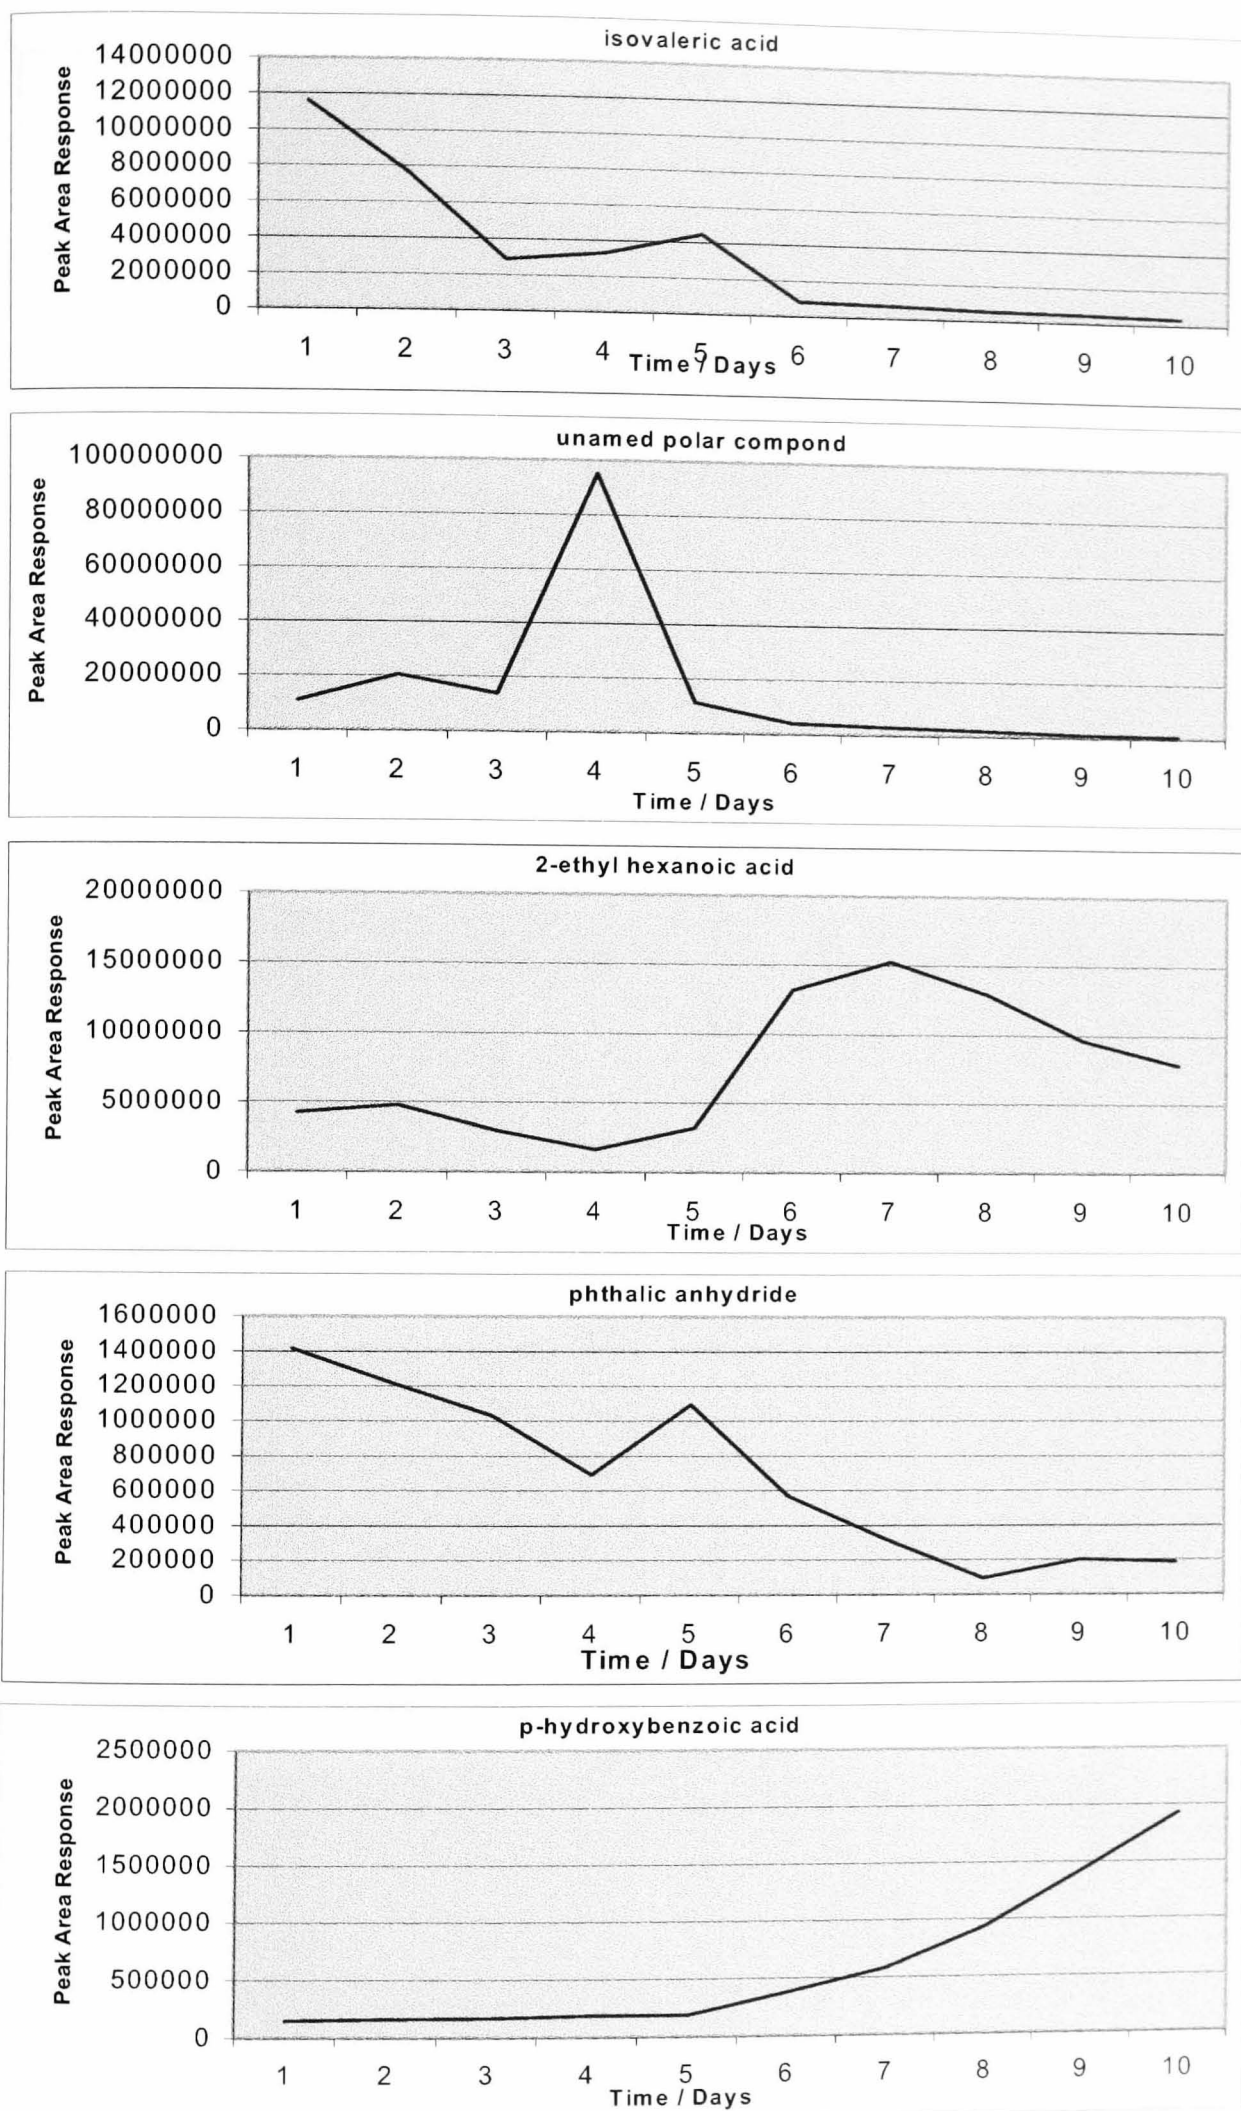 isovaleric acid
Peak Area Response
14000000
12000000
10000000
8000000
6000000
4000000
2000000
0
1 2 3 4 5 6 7 8 9 10
Time / Days
unamed polar compond
Peak Area Response
100000000
80000000
60000000
40000000
20000000
0
1 2 3 4 5 6 7 8 9 10
Time / Days
2-ethyl hexanoic acid
Peak Area Response
20000000
15000000
10000000
5000000
0
1 2 3 4 5 6 7 8 9 10
Time / Days
phthalic anhydride
Peak Area Response
1600000
1400000
1200000
1000000
800000
600000
400000
200000
0
1 2 3 4 5 6 7 8 9 10
Time / Days
p-hydroxybenzoic acid
Peak Area Response
2500000
2000000
1500000
1000000
500000
0
1 2 3 4 5 6 7 8 9 10
Time / Days